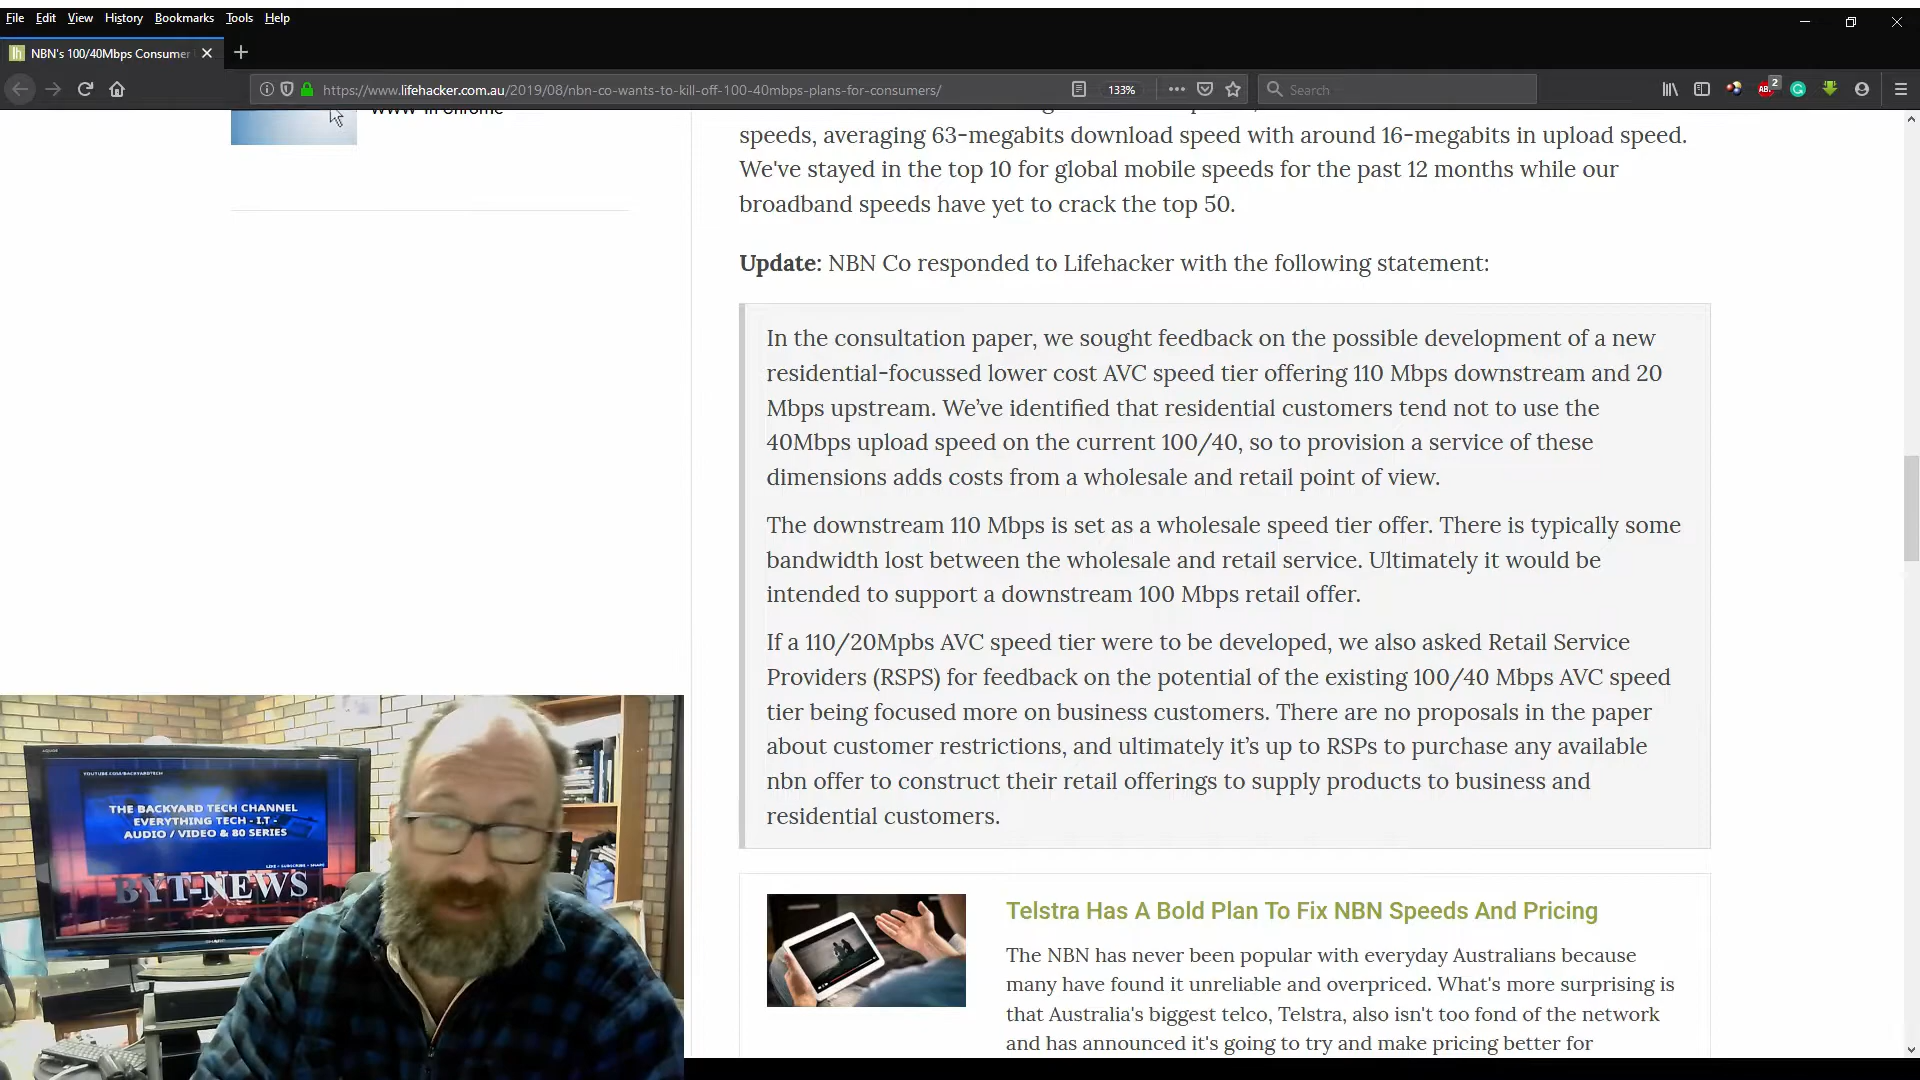 File Edit View History Bookmarks Tools Help
NBN's 100/40Mbps Consumer
https://www.lifehacker.com.au/2019/08/nbn-co-wants-to-kill-off-100-40mbps-plans-for-consumers/
133%
Search
2
speeds, averaging 63-megabits download speed with around 16-megabits in upload speed.
We've stayed in the top 10 for global mobile speeds for the past 12 months while our
broadband speeds have yet to crack the top 50.
Update: NBN Co responded to Lifehacker with the following statement:
In the consultation paper, we sought feedback on the possible development of a new
residential-focussed lower cost AVC speed tier offering 110 Mbps downstream and 20
Mbps upstream. We’ve identified that residential customers tend not to use the
40Mbps upload speed on the current 100/40, so to provision a service of these
dimensions adds costs from a wholesale and retail point of view.
The downstream 110 Mbps is set as a wholesale speed tier offer. There is typically some
bandwidth lost between the wholesale and retail service. Ultimately it would be
intended to support a downstream 100 Mbps retail offer.
If a 110/20Mpbs AVC speed tier were to be developed, we also asked Retail Service
Providers (RSPS) for feedback on the potential of the existing 100/40 Mbps AVC speed
tier being focused more on business customers. There are no proposals in the paper
about customer restrictions, and ultimately it’s up to RSPs to purchase any available
nbn offer to construct their retail offerings to supply products to business and
residential customers.
Telstra Has A Bold Plan To Fix NBN Speeds And Pricing
The NBN has never been popular with everyday Australians because
many have found it unreliable and overpriced. What's more surprising is
that Australia's biggest telco, Telstra, also isn't too fond of the network
and has announced it's going to try and make pricing better for
YOUTUBE.COM/BACKYARDTECH
THE BACKYARD TECH CHANNEL
EVERYTHING TECH - I.T -
AUDIO / VIDEO & 80 SERIES
LIKE - SUBSCRIBE - SHARE
BYT-NEWS
SHARP